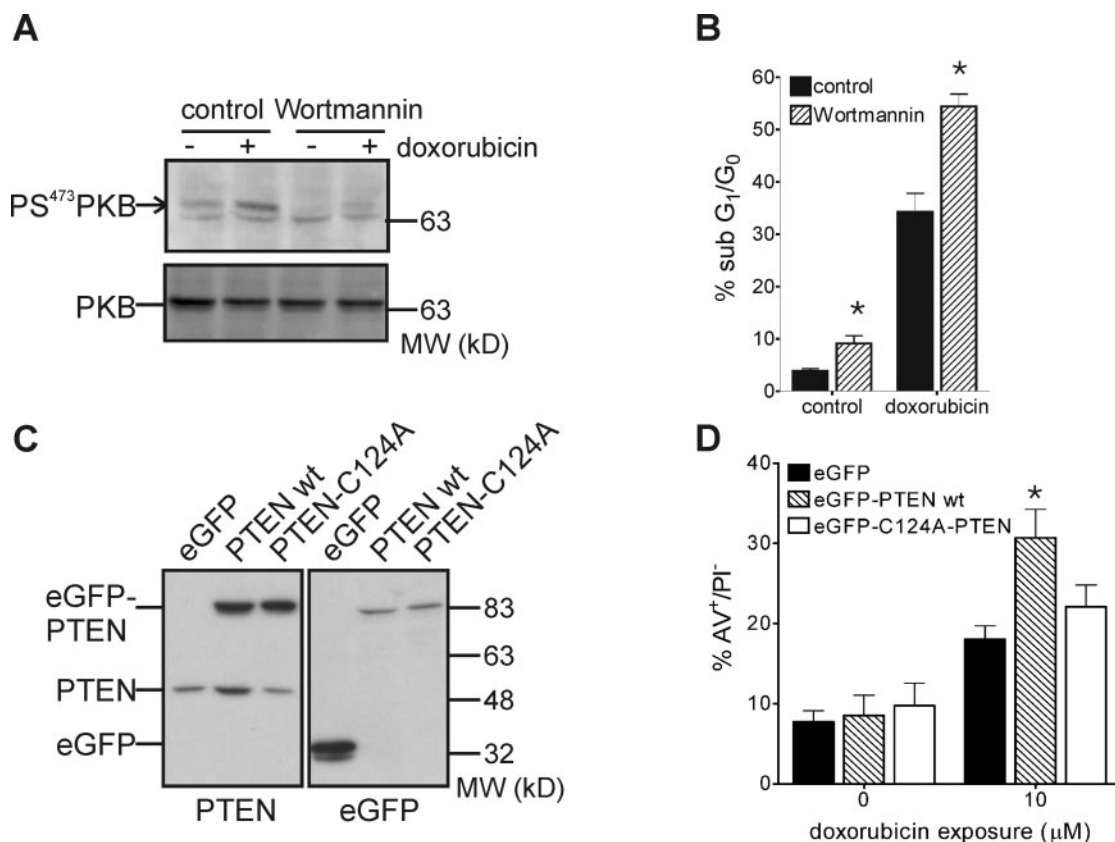 A
control Wortmannin
- + - + doxorubicin
PS473PKB
63
PKB
63
MW (kD)
B
60
50
40
30
20
10
0
% sub G1/G0
control
Wortmannin
*
*
control doxorubicin
C
eGFP
PTEN wt
PTEN-C124A
eGFP
PTEN wt
PTEN-C124A
eGFP-
PTEN
PTEN
eGFP
83
63
48
32
MW (kD)
PTEN eGFP
D
40
30
20
10
0
% AV+/PI-
eGFP
eGFP-PTEN wt
eGFP-C124A-PTEN
*
0 10
doxorubicin exposure (μM)